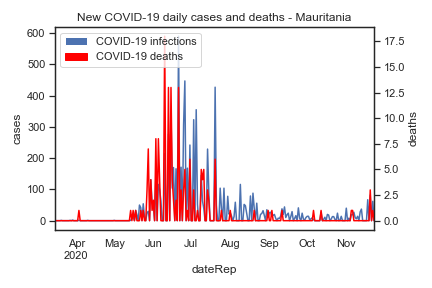 New COVID-19 daily cases and deaths - Mauritania
COVID-19 infections
COVID-19 deaths
600
500
400
300
200
100
0
cases
17.5
15.0
12.5
10.0
7.5
5.0
2.5
0.0
deaths
Apr May Jun Jul Aug Sep Oct Nov
2020
dateRep